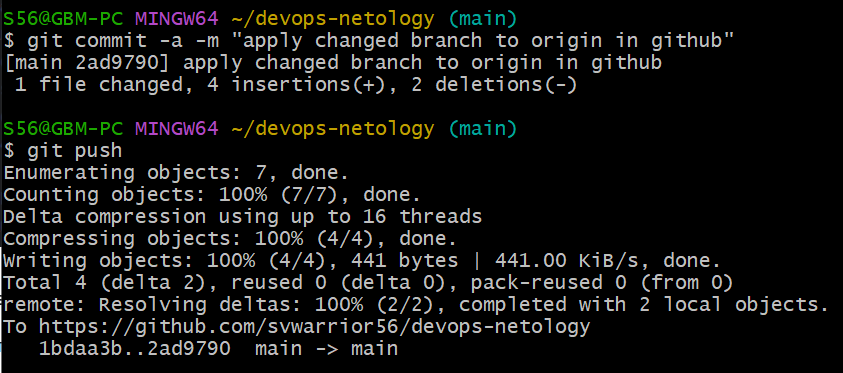 S56@GBM-PC MINGW64 ~/devops-netology (main)
$ git commit -a -m "apply changed branch to origin in github"
[main 2ad9790] apply changed branch to origin in github
 1 file changed, 4 insertions(+), 2 deletions(-)

S56@GBM-PC MINGW64 ~/devops-netology (main)
$ git push
Enumerating objects: 7, done.
Counting objects: 100% (7/7), done.
Delta compression using up to 16 threads
Compressing objects: 100% (4/4), done.
Writing objects: 100% (4/4), 441 bytes | 441.00 KiB/s, done.
Total 4 (delta 2), reused 0 (delta 0), pack-reused 0 (from 0)
remote: Resolving deltas: 100% (2/2), completed with 2 local objects.
To https://github.com/svwarrior56/devops-netology
   1bdaa3b..2ad9790  main -> main